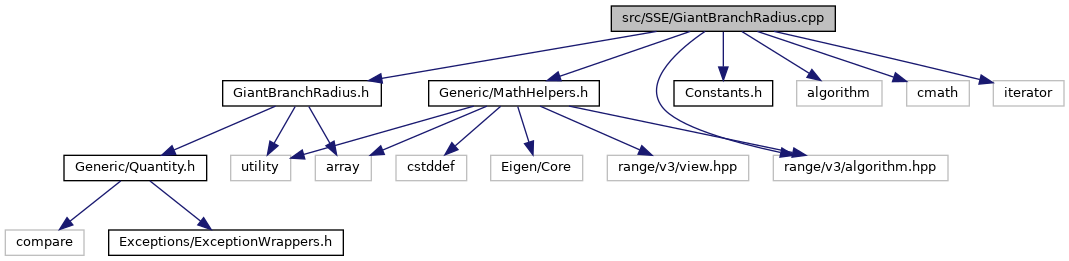 src/SSE/GiantBranchRadius.cpp
GiantBranchRadius.h
Generic/MathHelpers.h
Constants.h
algorithm
cmath
iterator
Generic/Quantity.h
utility
array
cstddef
Eigen/Core
range/v3/view.hpp
range/v3/algorithm.hpp
compare
Exceptions/ExceptionWrappers.h